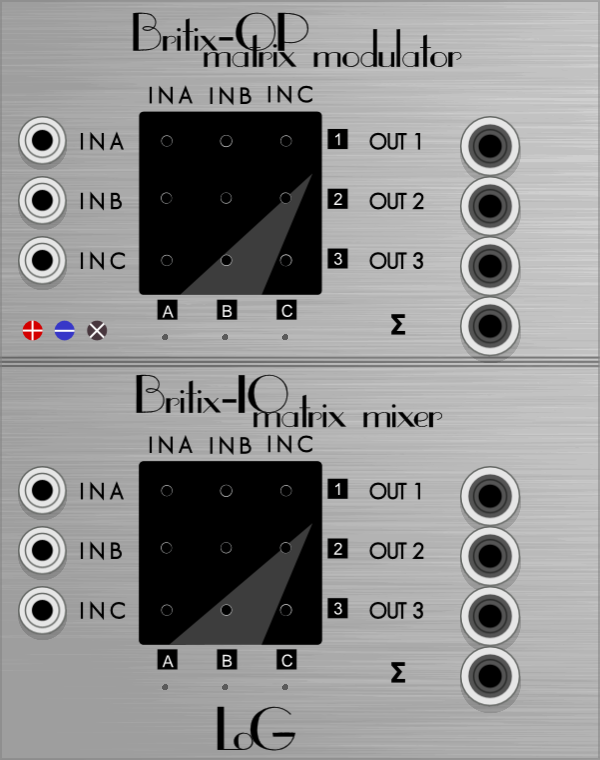 Britix-OP
matrix modulator
INA INB INC
INA 1 OUT 1
INB 2 OUT 2
INC 3 OUT 3
A B C
Σ
Britix-IO
matrix mixer
INA INB INC
INA 1 OUT 1
INB 2 OUT 2
INC 3 OUT 3
A B C
Σ
LoG